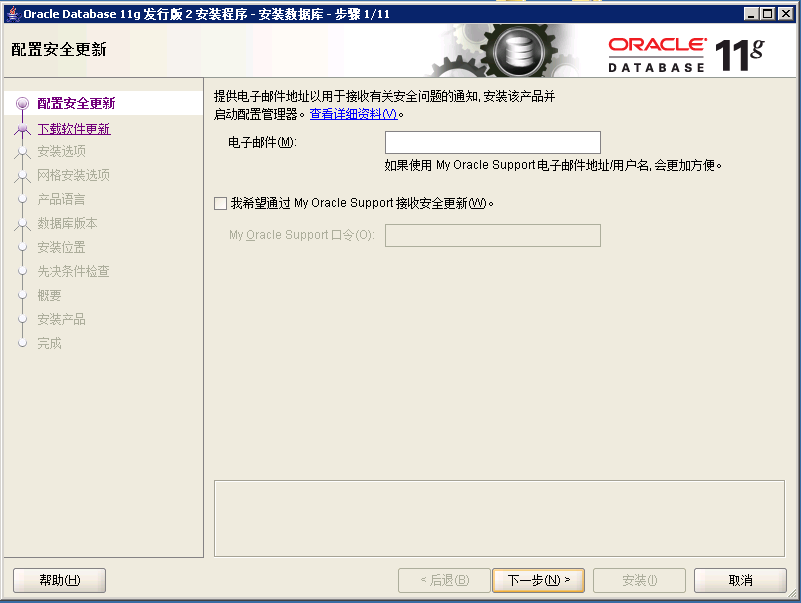 Oracle Database 11g 发行版 2 安装程序 - 安装数据库 - 步骤 1/11
配置安全更新
ORACLE®
DATABASE
11g
配置安全更新
下载软件更新
安装选项
网格安装选项
产品语言
数据库版本
安装位置
先决条件检查
概要
安装产品
完成
提供电子邮件地址以用于接收有关安全问题的通知, 安装该产品并
启动配置管理器。查看详细资料(V)。
电子邮件(M):
如果使用 My Oracle Support 电子邮件地址/用户名, 会更加方便。
我希望通过 My Oracle Support 接收安全更新(W)。
My Oracle Support 口令(O):
帮助(H)
< 后退(B)
下一步(N) >
安装(I)
取消